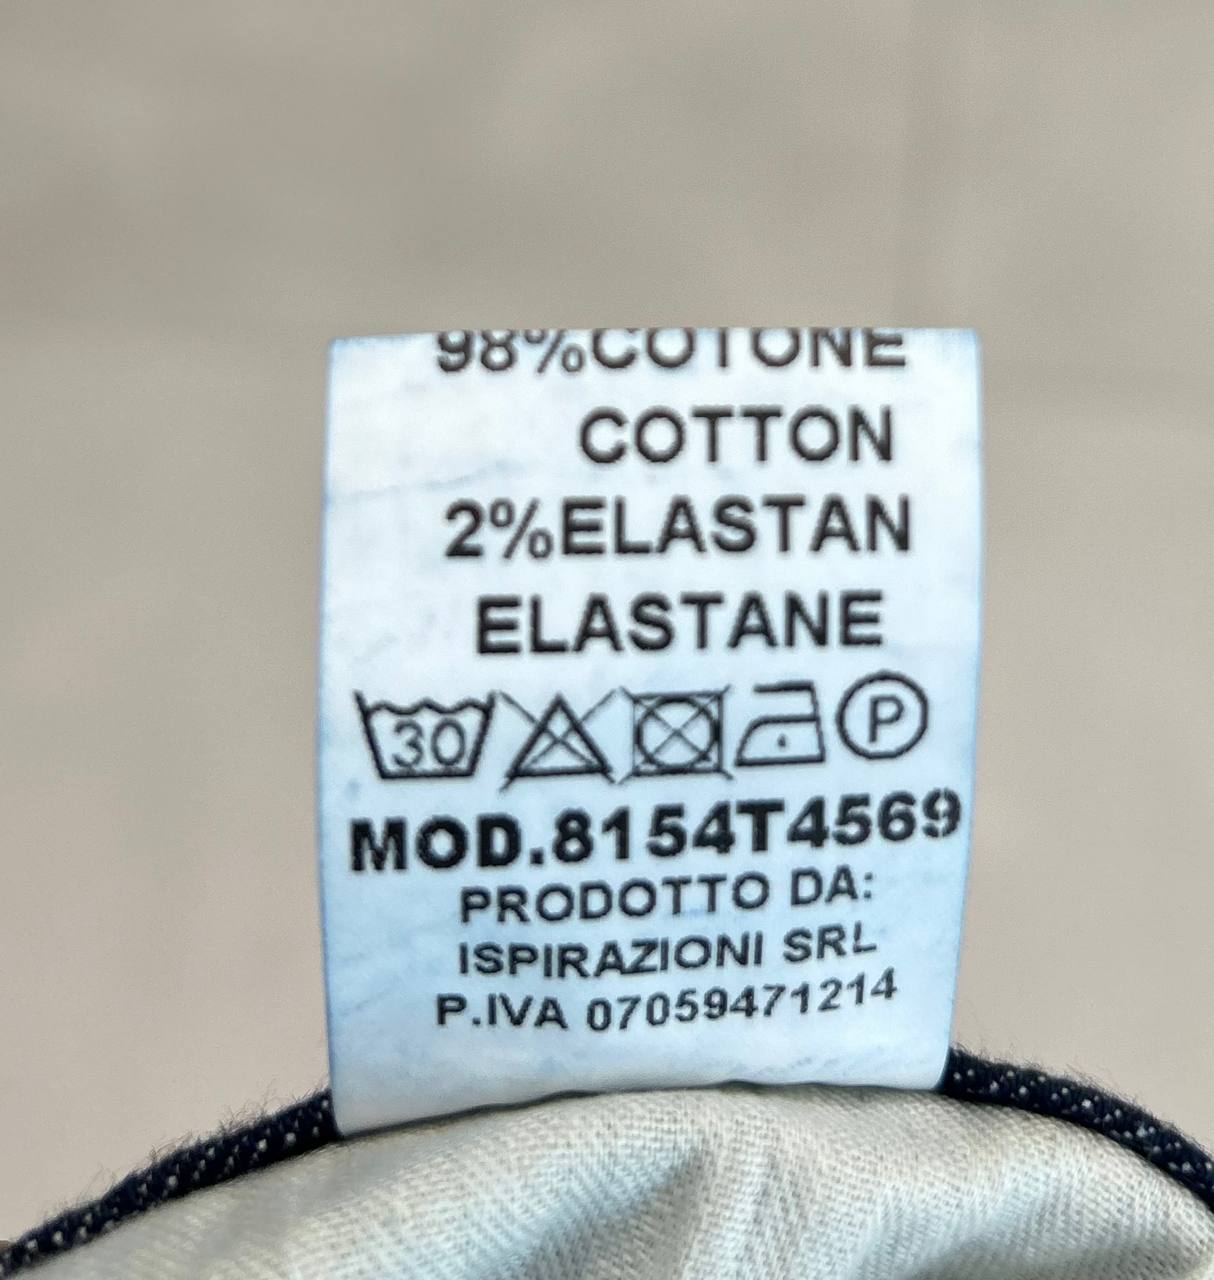 98%COTONE
COTTON
2%ELASTAN
ELASTANE
30 P
MOD.8154T4569
PRODOTTO DA:
ISPIRAZIONI SRL
P.IVA 07059471214